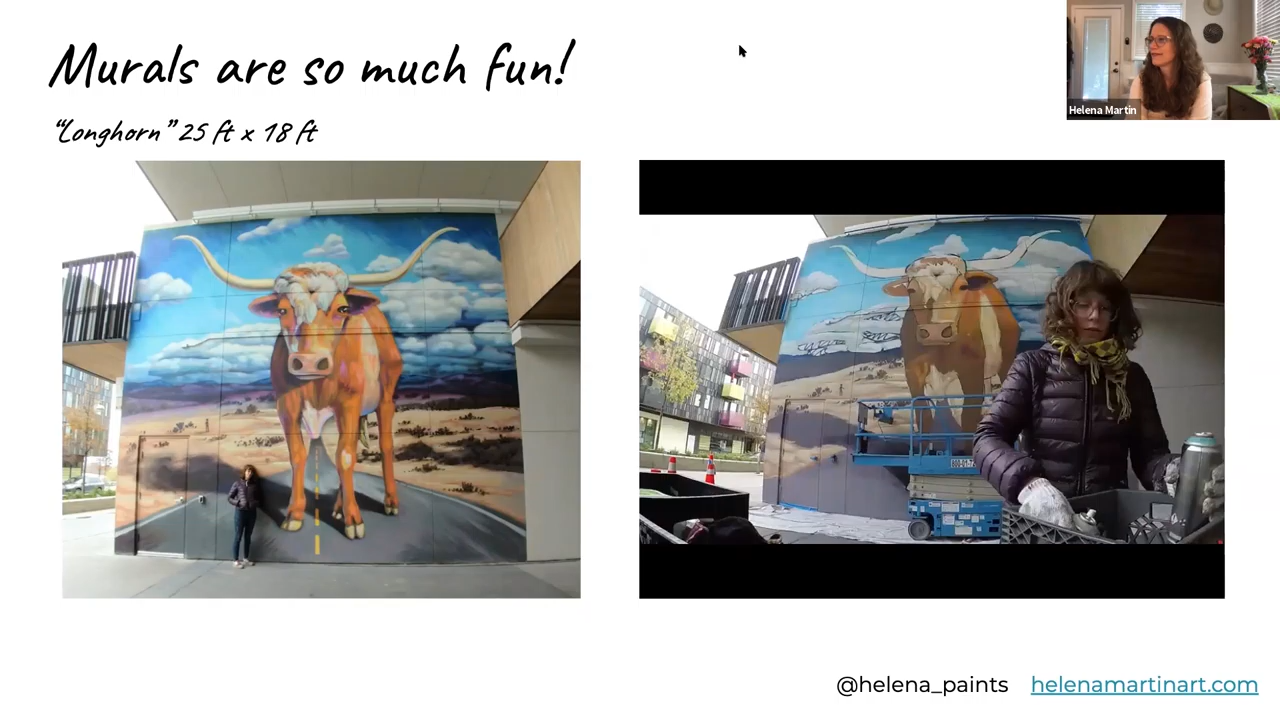 Murals are so much fun!
"Longhorn" 25 ft x 18 ft
Helena Martin
@helena_paints helenamartinart.com